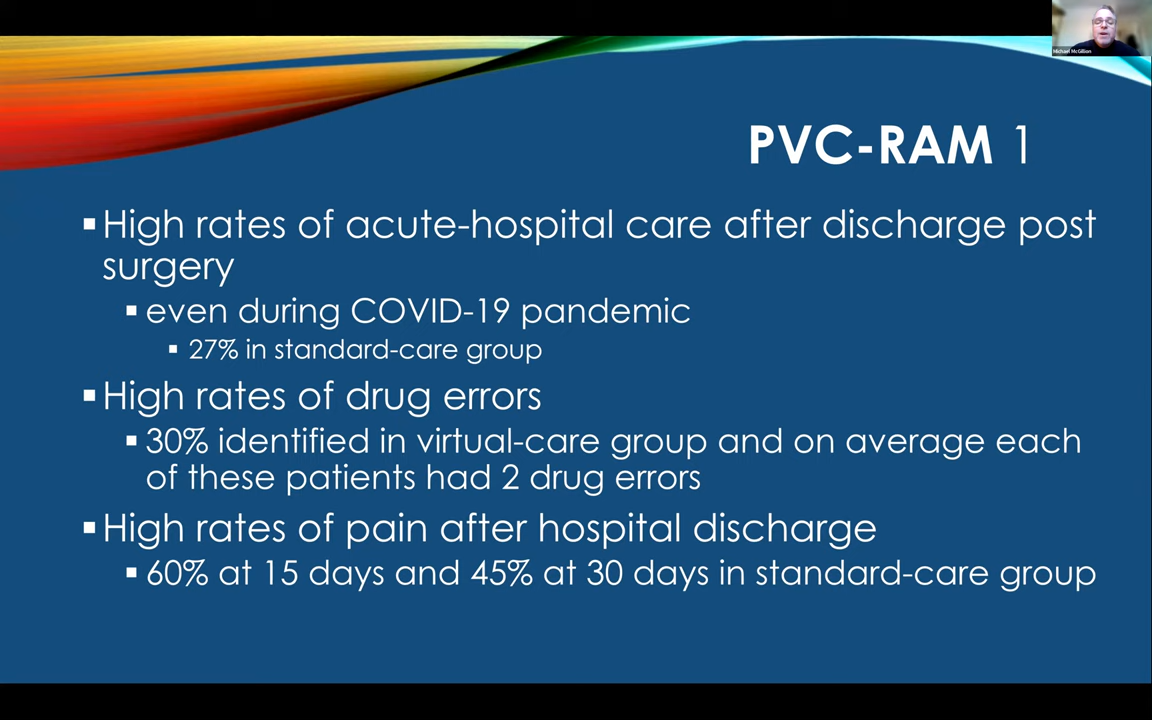 Michael McGillion
PVC-RAM 1
▪High rates of acute-hospital care after discharge post
surgery
▪ even during COVID-19 pandemic
▪ 27% in standard-care group
▪High rates of drug errors
▪ 30% identified in virtual-care group and on average each
of these patients had 2 drug errors
▪High rates of pain after hospital discharge
▪ 60% at 15 days and 45% at 30 days in standard-care group